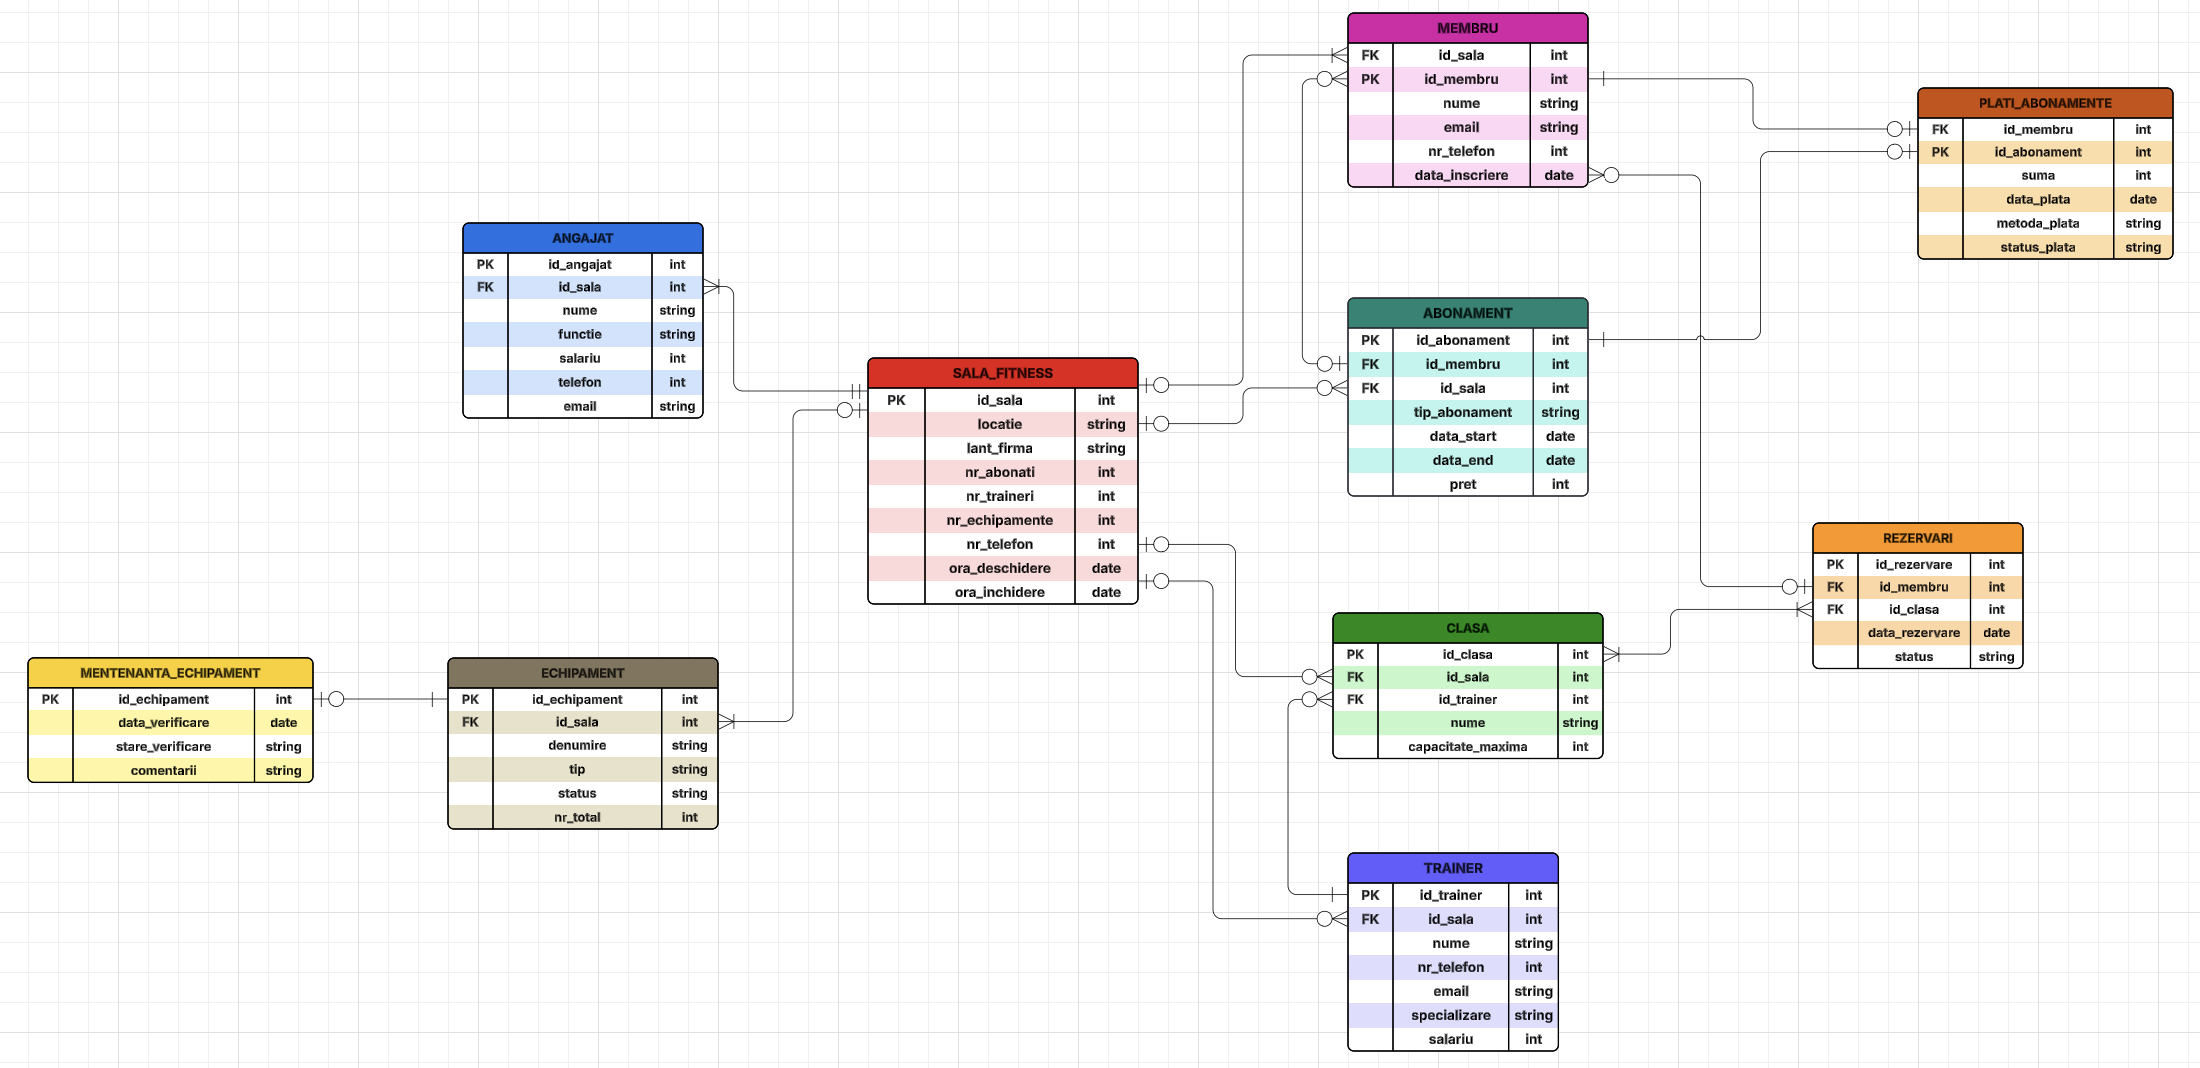 MEMBRU
FK id_sala int
PK id_membru int
nume string
email string
nr_telefon int
data_inscriere date
PLATI_ABONAMENTE
FK id_membru int
PK id_abonament int
suma int
data_plata date
metoda_plata string
status_plata string
ANGAJAT
PK id_angajat int
FK id_sala int
nume string
functie string
salariu int
telefon int
email string
ABONAMENT
PK id_abonament int
FK id_membru int
FK id_sala int
tip_abonament string
data_start date
data_end date
pret int
SALA_FITNESS
PK id_sala int
locatie string
lant_firma string
nr_abonati int
nr_traineri int
nr_echipamente int
nr_telefon int
ora_deschidere date
ora_inchidere date
REZERVARI
PK id_rezervare int
FK id_membru int
FK id_clasa int
data_rezervare date
status string
CLASA
PK id_clasa int
FK id_sala int
FK id_trainer int
nume string
capacitate_maxima int
MENTENANTA_ECHIPAMENT
PK id_echipament int
data_verificare date
stare_verificare string
comentarii string
ECHIPAMENT
PK id_echipament int
FK id_sala int
denumire string
tip string
status string
nr_total int
TRAINER
PK id_trainer int
FK id_sala int
nume string
nr_telefon int
email string
specializare string
salariu int